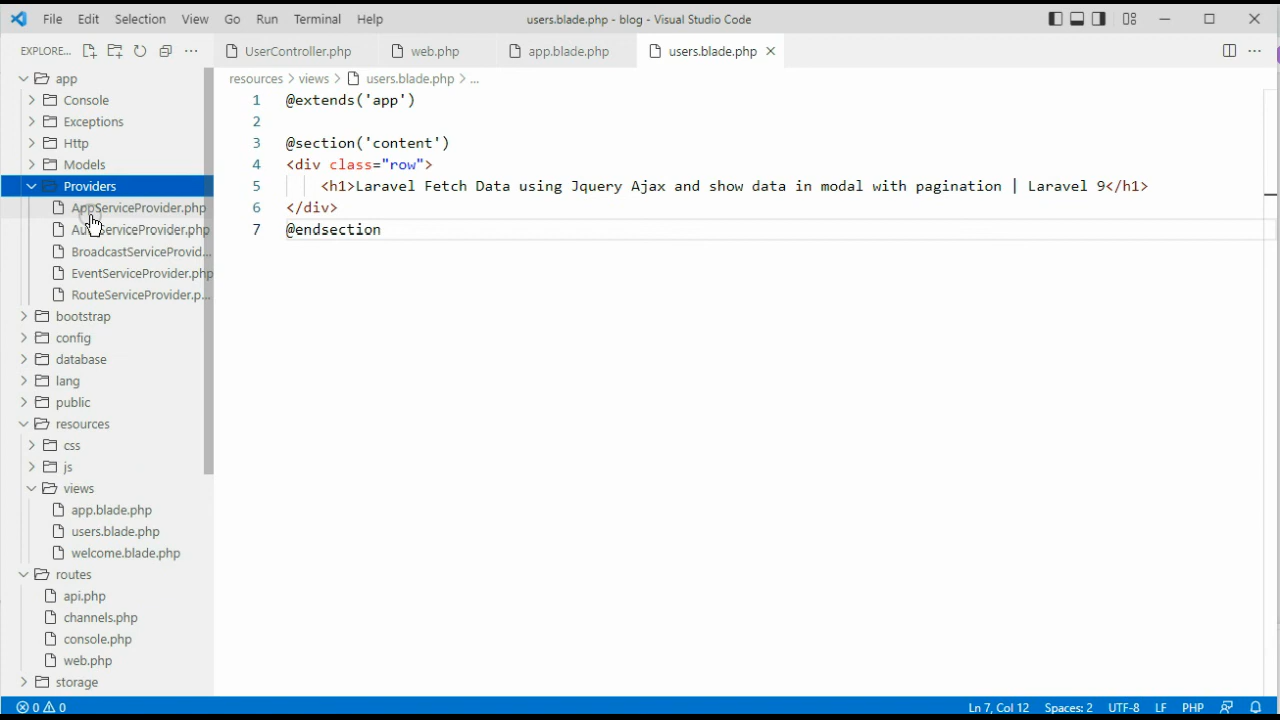 File Edit Selection View Go Run Terminal Help users.blade.php - blog - Visual Studio Code
EXPLORE... UserController.php web.php app.blade.php users.blade.php
resources > views > users.blade.php > ...
app
Console
Exceptions
Http
Models
Providers
AppServiceProvider.php
AuthServiceProvider.php
BroadcastServiceProvid...
EventServiceProvider.php
RouteServiceProvider.p...
bootstrap
config
database
lang
public
resources
css
js
views
app.blade.php
users.blade.php
welcome.blade.php
routes
api.php
channels.php
console.php
web.php
storage
1 @extends('app')
2
3 @section('content')
4 <div class="row">
5 <h1>Laravel Fetch Data using Jquery Ajax and show data in modal with pagination | Laravel 9</h1>
6 </div>
7 @endsection
0 0 Ln 7, Col 12 Spaces: 2 UTF-8 LF PHP